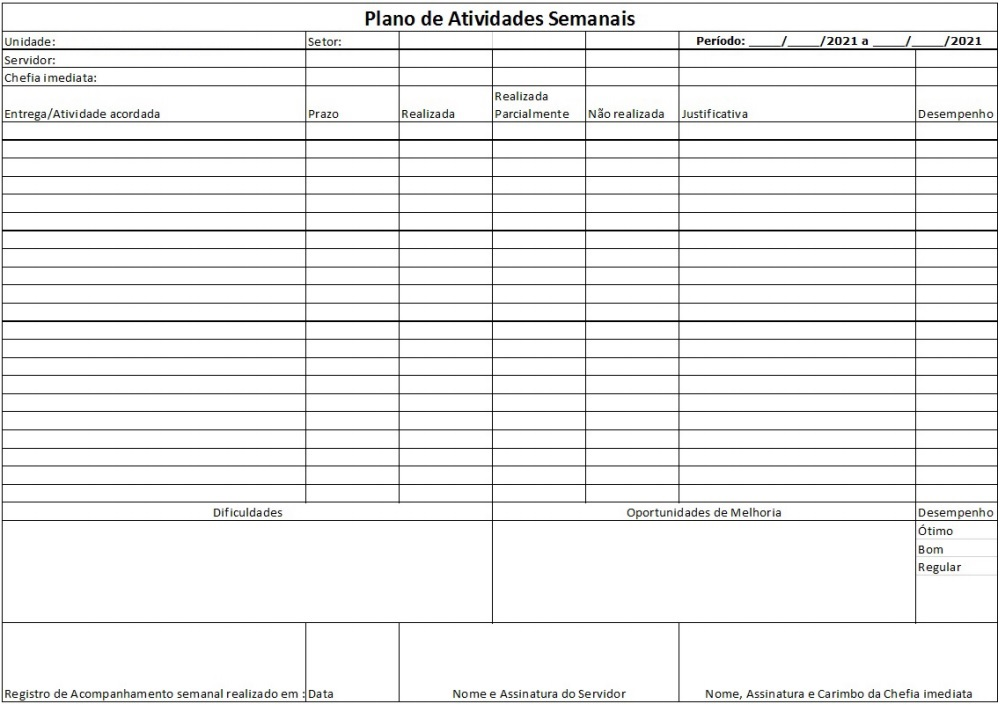 Plano de Atividades Semanais
Unidade: Setor: Período: _____/_____/2021 a _____/_____/2021
Servidor:
Chefia imediata:
Entrega/Atividade acordada Prazo Realizada Realizada Parcialmente Não realizada Justificativa Desempenho
Dificuldades Oportunidades de Melhoria Desempenho
Ótimo
Bom
Regular
Registro de Acompanhamento semanal realizado em : Data Nome e Assinatura do Servidor Nome, Assinatura e Carimbo da Chefia imediata